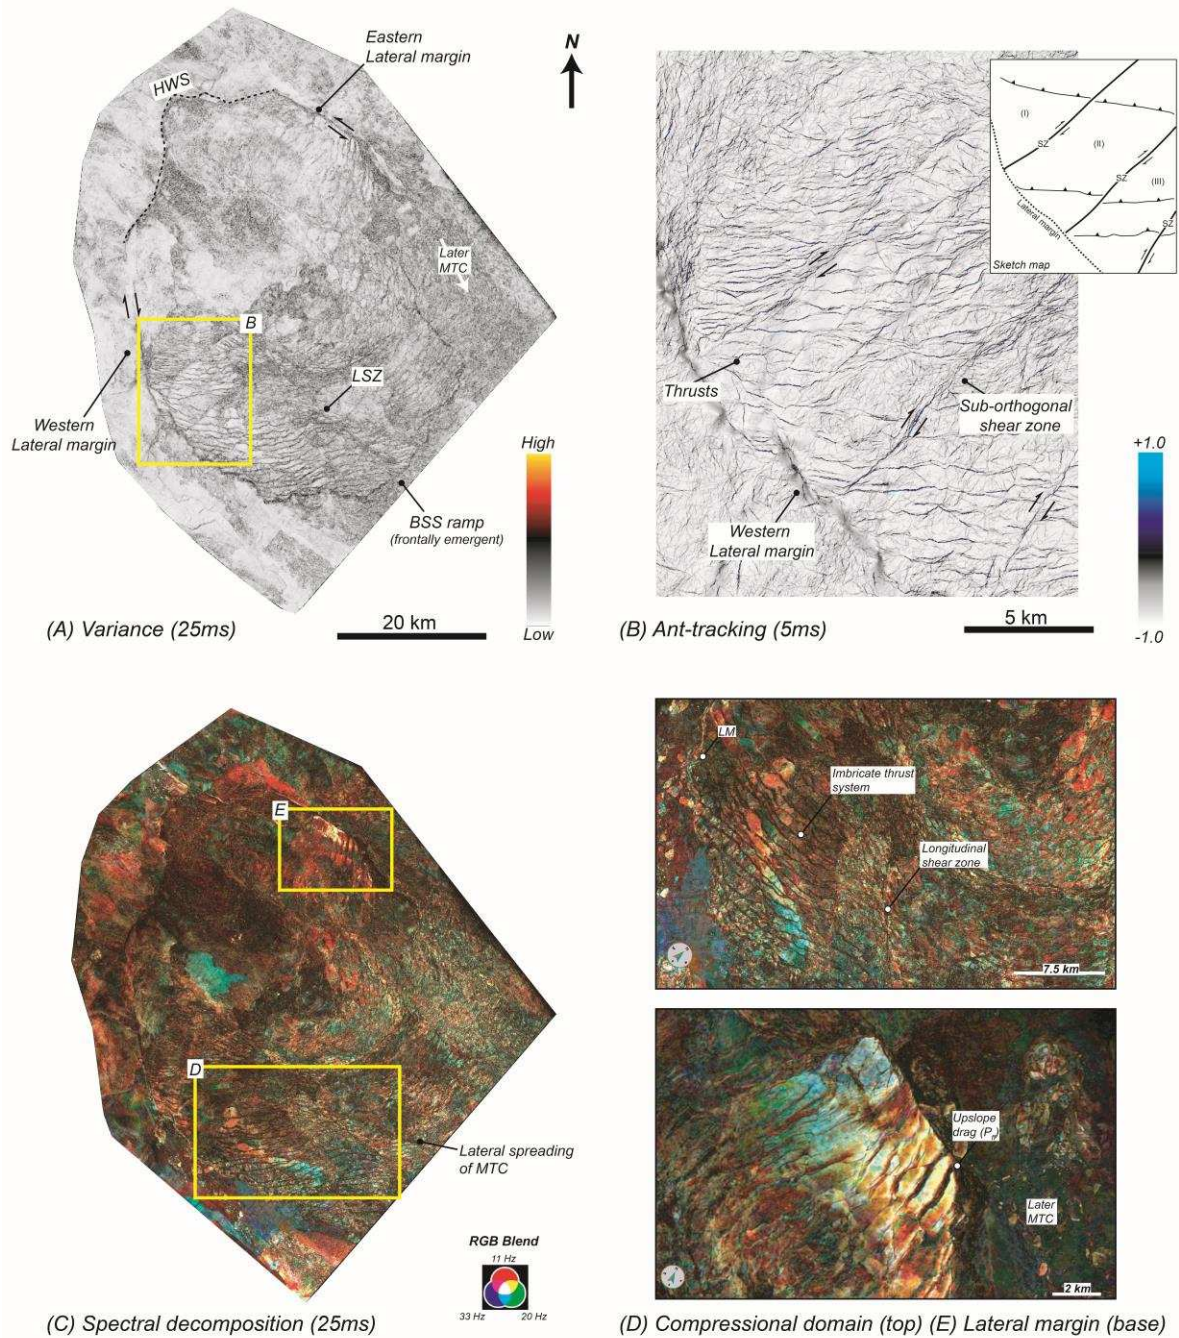 Eastern
Lateral margin
N
HWS
Later
MTC
B
LSZ
Western
Lateral margin
BSS ramp
(frontally emergent)
High
Low
20 km
(A) Variance (25ms)
(I)
SZ
(II)
SZ
(III)
SZ
Lateral margin
Sketch map
Thrusts
Sub-orthogonal
shear zone
Western
Lateral margin
+1.0
-1.0
5 km
(B) Ant-tracking (5ms)
E
D
Lateral spreading
of MTC
RGB Blend
11 Hz
33 Hz
20 Hz
(C) Spectral decomposition (25ms)
LM
Imbricate thrust
system
Longitudinal
shear zone
7.5 km
Upslope
drag
Later
MTC
2 km
(D) Compressional domain (top) (E) Lateral margin (base)